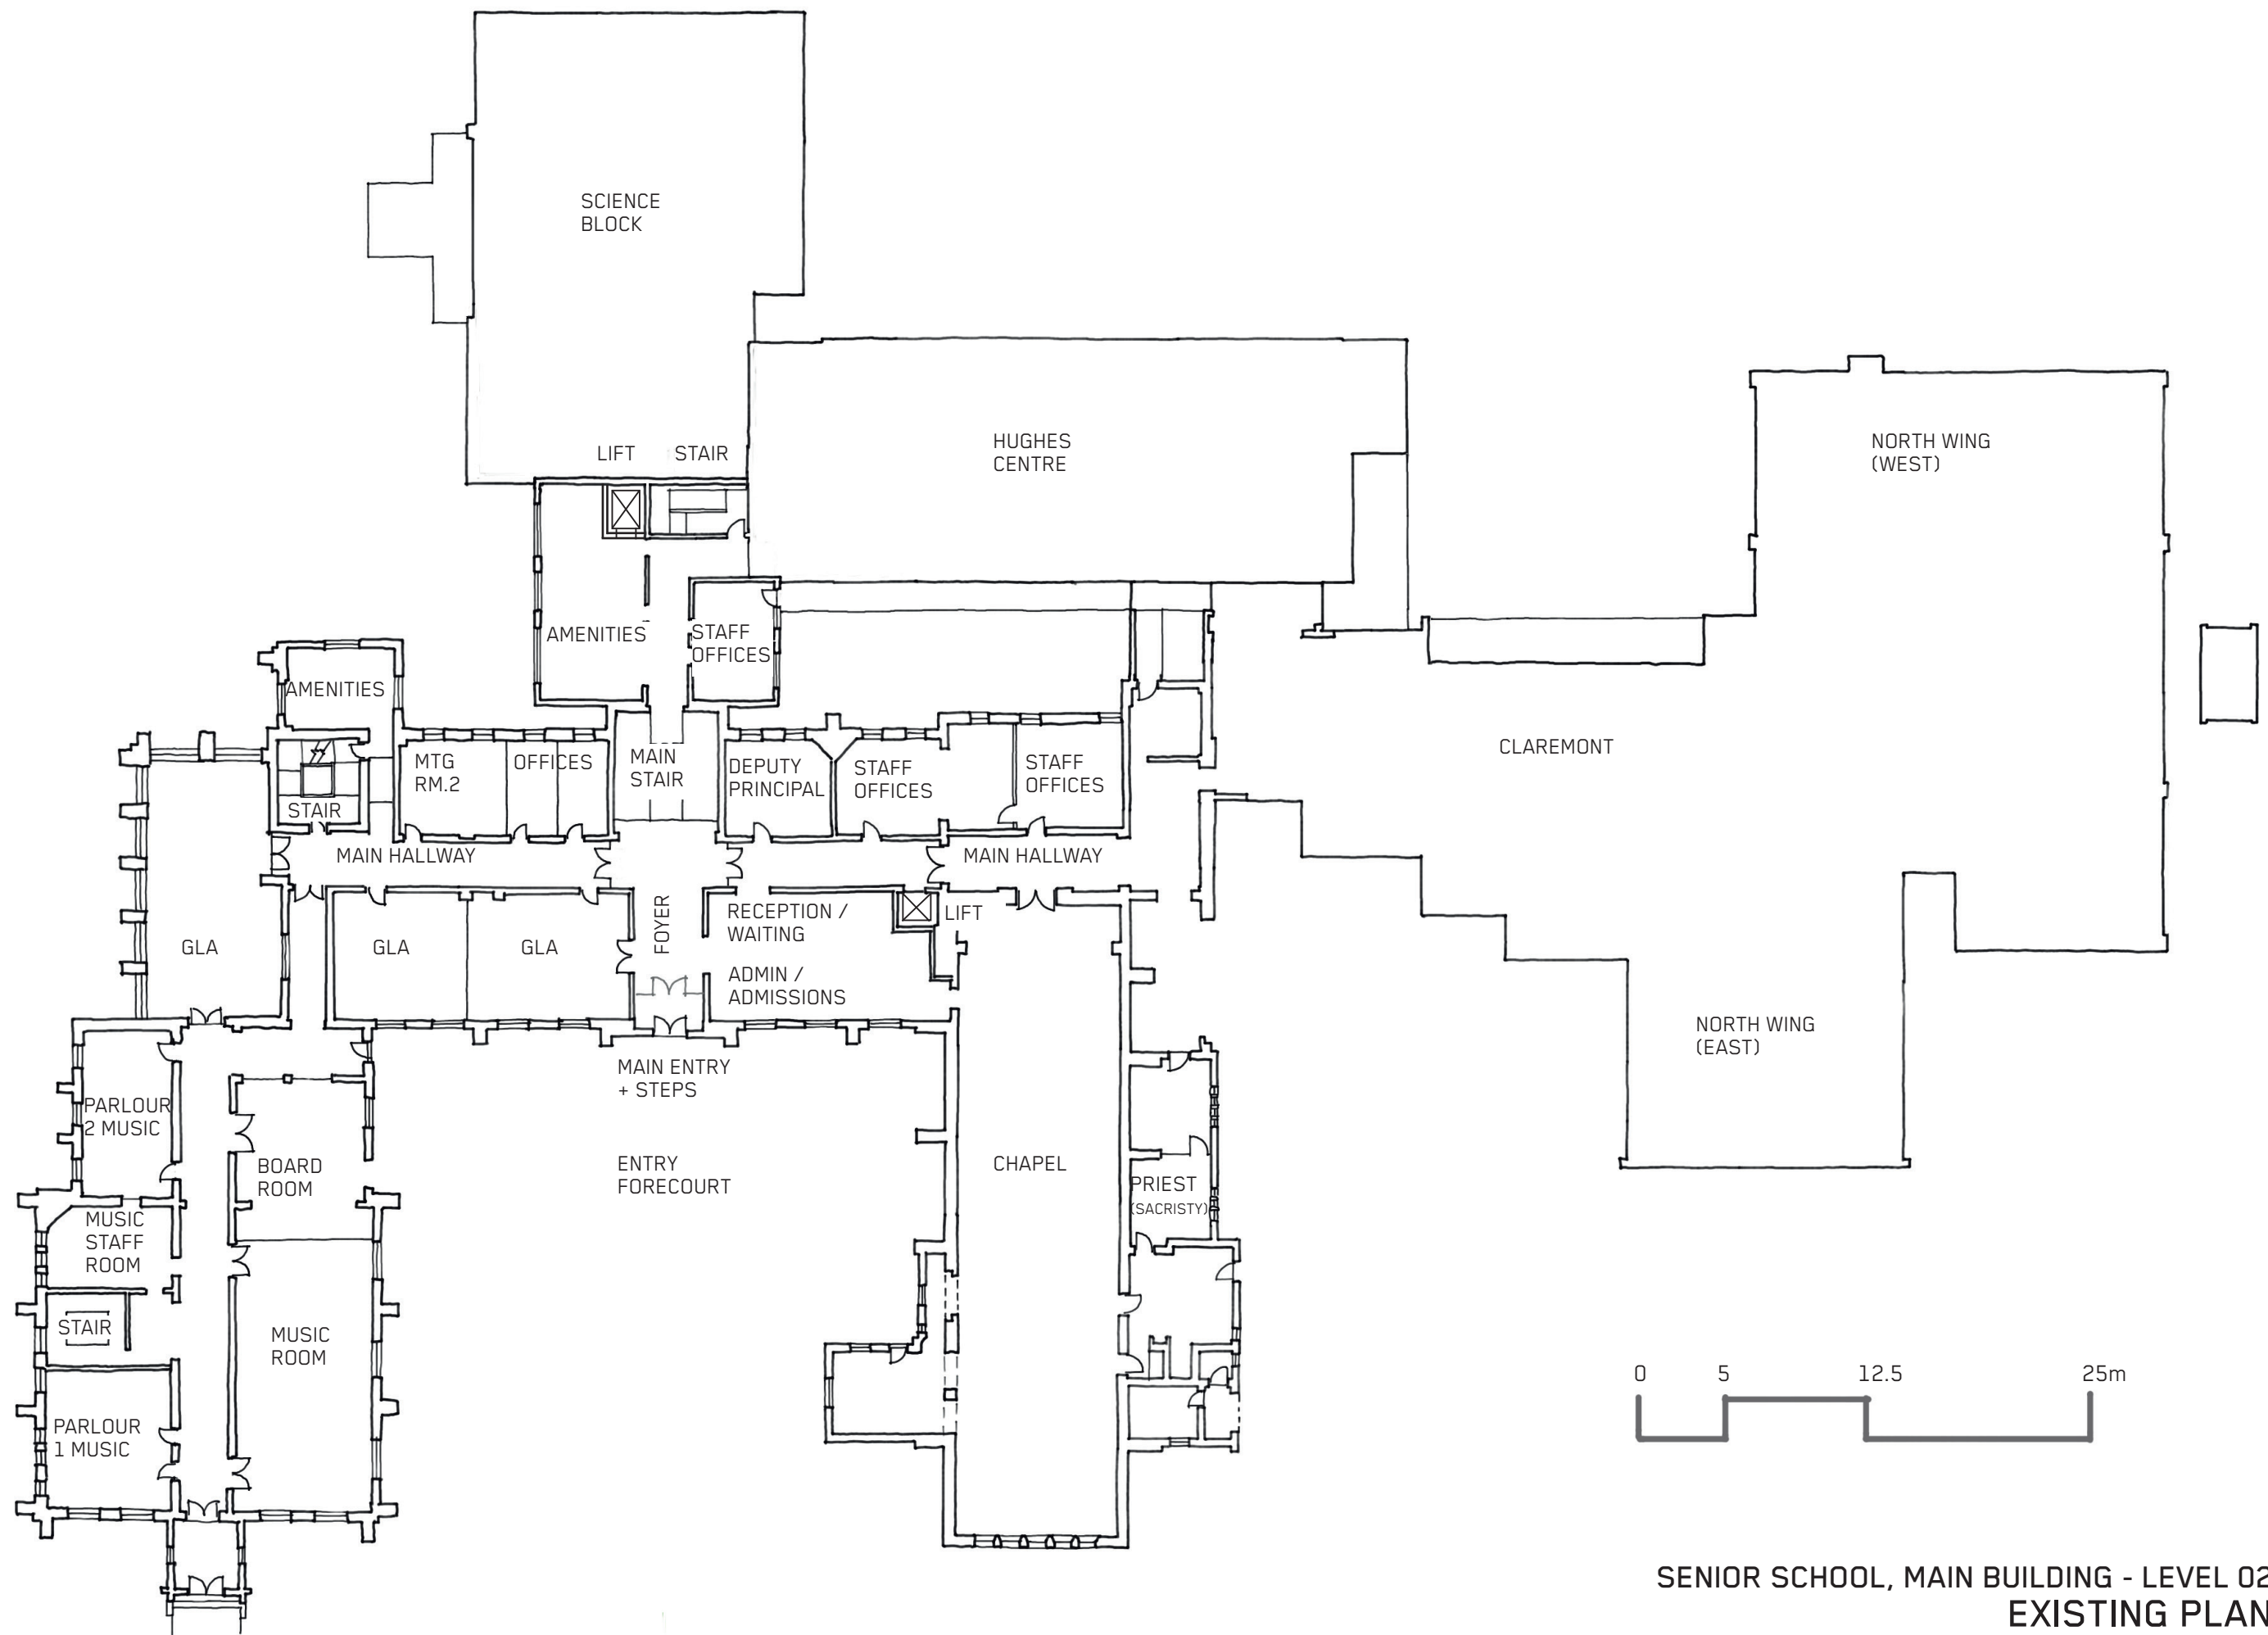 SCIENCE
BLOCK
LIFT
STAIR
HUGHES
CENTRE
NORTH WING
(WEST)
AMENITIES
STAFF
OFFICES
AMENITIES
MTG
RM.2
OFFICES
MAIN
STAIR
DEPUTY
PRINCIPAL
STAFF
OFFICES
STAFF
OFFICES
CLAREMONT
STAIR
MAIN HALLWAY
MAIN HALLWAY
GLA
GLA
GLA
FOYER
RECEPTION /
WAITING
LIFT
ADMIN /
ADMISSIONS
NORTH WING
(EAST)
MAIN ENTRY
+ STEPS
PARLOUR
2 MUSIC
BOARD
ROOM
ENTRY
FORECOURT
CHAPEL
PRIEST
(SACRISTY)
MUSIC
STAFF
ROOM
STAIR
MUSIC
ROOM
PARLOUR
1 MUSIC
0 5 12.5 25m
SENIOR SCHOOL, MAIN BUILDING - LEVEL 02
EXISTING PLAN